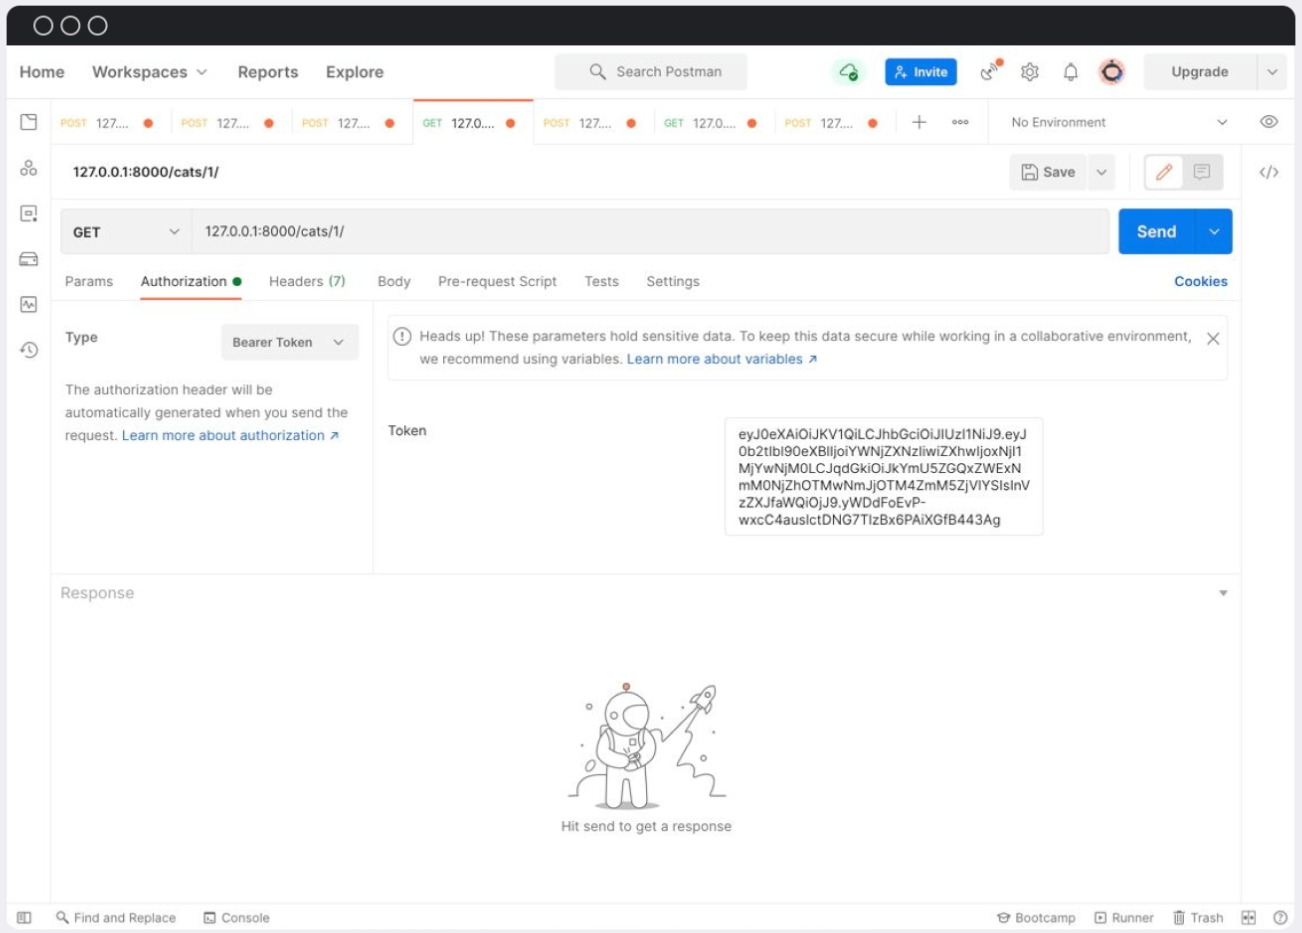 Home Workspaces Reports Explore Search Postman Invite Upgrade
POST 127.... POST 127.... POST 127.... GET 127.0.... POST 127.... GET 127.0.... POST 127.... No Environment
127.0.0.1:8000/cats/1/ Save
GET 127.0.0.1:8000/cats/1/ Send
Params Authorization Headers (7) Body Pre-request Script Tests Settings Cookies
Type Bearer Token
The authorization header will be
automatically generated when you send the
request. Learn more about authorization ↗
Heads up! These parameters hold sensitive data. To keep this data secure while working in a collaborative environment,
we recommend using variables. Learn more about variables ↗
Token
eyJ0eXAiOiJKV1QiLCJhbGciOiJIUzI1NiJ9.eyJ
0b2tlbl90eXBlIjoiYWNjZXNzIiwiZXhwIjoxNjI1
MjYwNjM0LCJqdGkiOiJkYmU5ZGQxZWExN
mM0NjZhOTMwNmJjOTM4ZmM5ZjVlYSIsInV
zZXJfaWQiOjJ9.yWDdFoEvP-
wxcC4auslctDNG7TIzBx6PAiXGfB443Ag
Response
Hit send to get a response
Find and Replace Console Bootcamp Runner Trash